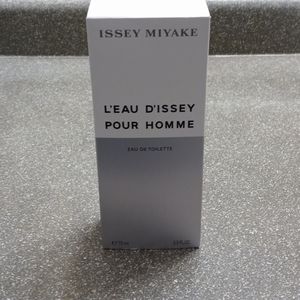 ISSEY MIYAKE
L'EAU D'ISSEY
POUR HOMME
EAU DE TOILETTE